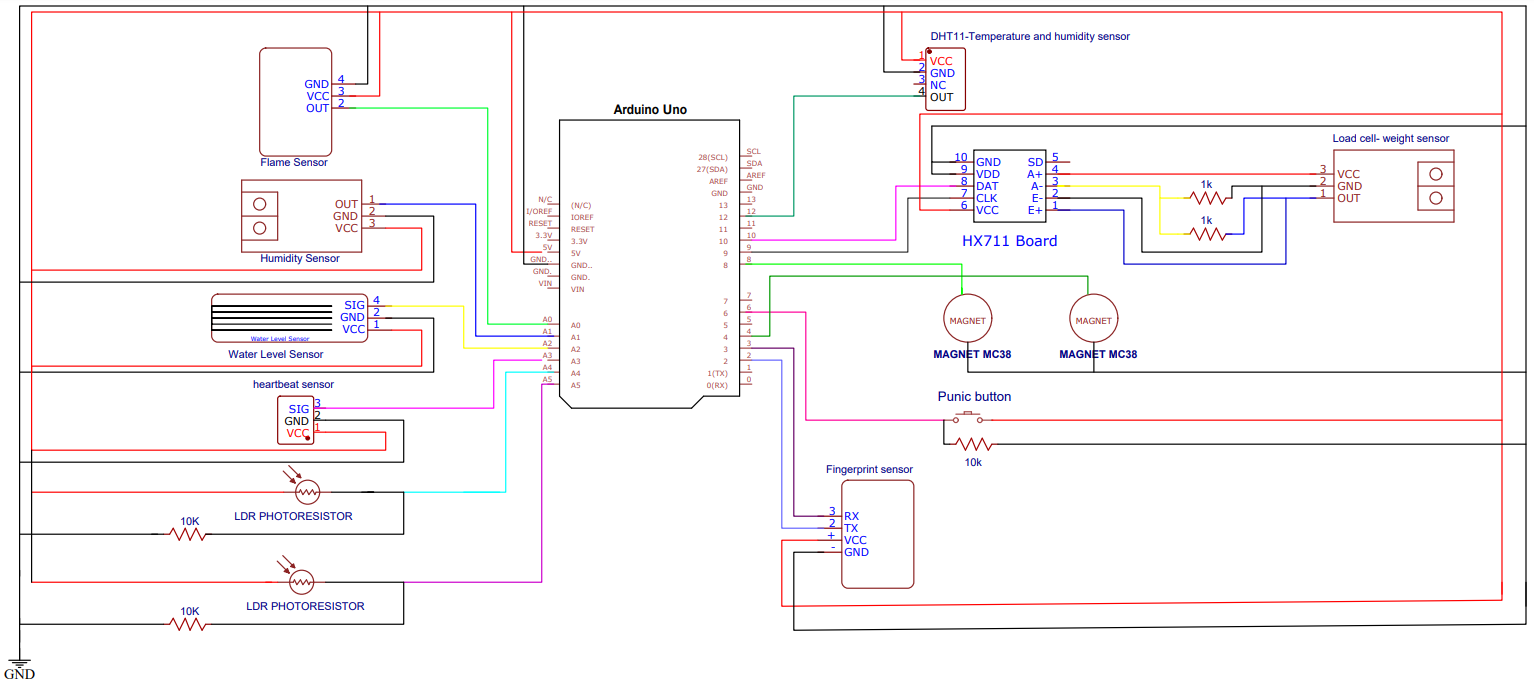 DHT11-Temperature and humidity sensor
1 VCC
2 GND
3 NC
4 OUT
GND 4
VCC 3
OUT 2
Flame Sensor
Arduino Uno
28(SCL) SCL
27(SDA) SDA
AREF AREF
GND GND
13 13
12 12
11 11
10 10
9 9
8 8
7 7
6 6
5 5
4 4
3 3
2 2
1(TX) 1
0(RX) 0
N/C (N/C)
I/OREF IOREF
RESET RESET
3.3V 3.3V
5V 5V
GND.. GND..
GND. GND.
VIN VIN
A0 A0
A1 A1
A2 A2
A3 A3
A4 A4
A5 A5
10 GND
9 VDD
8 DAT
7 CLK
6 VCC
SD 5
A+ 4
A- 3
E- 2
E+ 1
HX711 Board
1k
1k
Load cell- weight sensor
3 VCC
2 GND
1 OUT
OUT 1
GND 2
VCC 3
Humidity Sensor
SIG 4
GND 2
VCC 1
Water Level Sensor
Water Level Sensor
MAGNET
MAGNET
MAGNET MC38
MAGNET MC38
heartbeat sensor
SIG 3
GND 2
VCC 1
Punic button
10k
LDR PHOTORESISTOR
10K
Fingerprint sensor
3 RX
2 TX
+ VCC
- GND
LDR PHOTORESISTOR
10K
GND